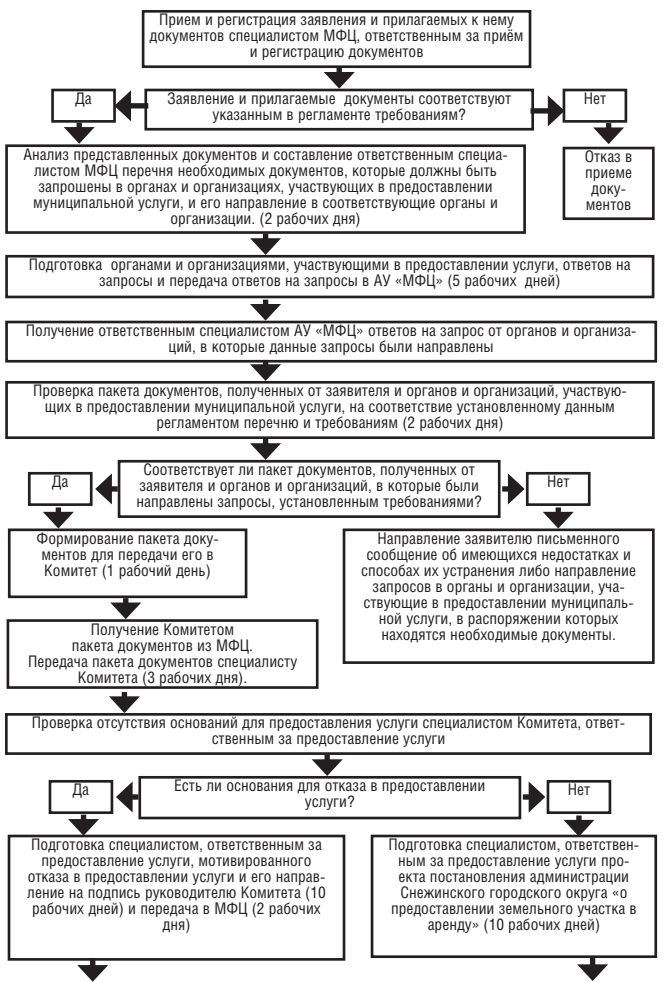 Прием и регистрация заявления и прилагаемых к нему
документов специалистом МФЦ, ответственным за приём
и регистрацию документов
Да
Заявление и прилагаемые документы соответствуют
указанным в регламенте требованиям?
Нет
Анализ представленных документов и составление ответственным специа-
листом МФЦ перечня необходимых документов, которые должны быть
запрошены в органах и организациях, участвующих в предоставлении
муниципальной услуги, и его направление в соответствующие органы и
организации. (2 рабочих дня)
Отказ в
приеме
доку-
ментов
Подготовка органами и организациями, участвующими в предоставлении услуги, ответов на
запросы и передача ответов на запросы в АУ «МФЦ» (5 рабочих дней)
Получение ответственным специалистом АУ «МФЦ» ответов на запрос от органов и организа-
ций, в которые данные запросы были направлены
Проверка пакета документов, полученных от заявителя и органов и организаций, участвую-
щих в предоставлении муниципальной услуги, на соответствие установленному данным
регламентом перечню и требованиям (2 рабочих дня)
Да
Соответствует ли пакет документов, полученных от
заявителя и органов и организаций, в которые были
направлены запросы, установленным требованиями?
Нет
Формирование пакета доку-
ментов для передачи его в
Комитет (1 рабочий день)
Направление заявителю письменного
сообщение об имеющихся недостатках и
способах их устранения либо направление
запросов в органы и организации, уча-
ствующие в предоставлении муниципаль-
ной услуги, в распоряжении которых
находятся необходимые документы.
Получение Комитетом
пакета документов из МФЦ.
Передача пакета документов специалисту
Комитета (3 рабочих дня).
Проверка отсутствия оснований для предоставления услуги специалистом Комитета, ответ-
ственным за предоставление услуги
Да
Есть ли основания для отказа в предоставлении
услуги?
Нет
Подготовка специалистом, ответственным за
предоставление услуги, мотивированного
отказа в предоставлении услуги и его направ-
ление на подпись руководителю Комитета (10
рабочих дней) и передача в МФЦ (2 рабочих
дня)
Подготовка специалистом, ответствен-
ным за предоставление услуги про-
екта постановления администрации
Снежинского городского округа «о
предоставлении земельного участка в
аренду» (10 рабочих дней)